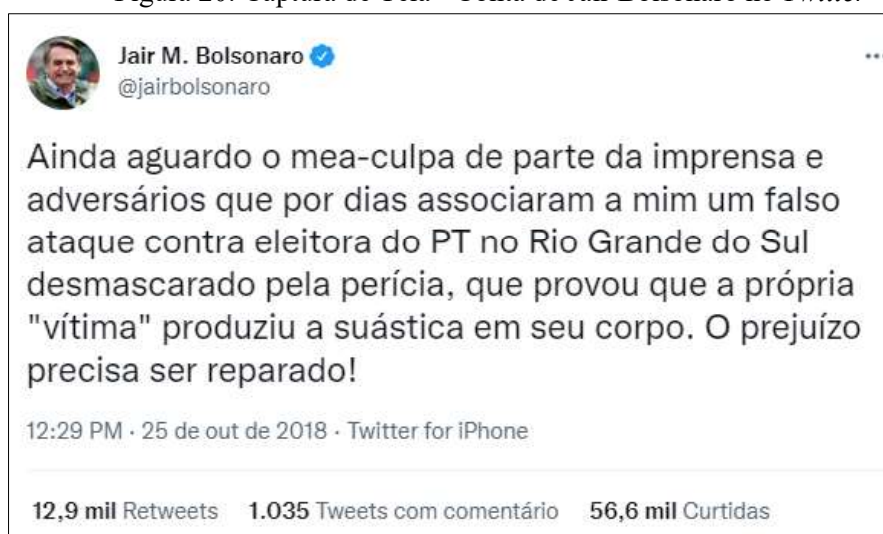 Jair M. Bolsonaro
@jairbolsonaro
Ainda aguardo o mea-culpa de parte da imprensa e
adversários que por dias associaram a mim um falso
ataque contra eleitora do PT no Rio Grande do Sul
desmascarado pela perícia, que provou que a própria
"vítima" produziu a suástica em seu corpo. O prejuízo
precisa ser reparado!
12:29 PM · 25 de out de 2018 · Twitter for iPhone
12,9 mil Retweets 1.035 Tweets com comentário 56,6 mil Curtidas